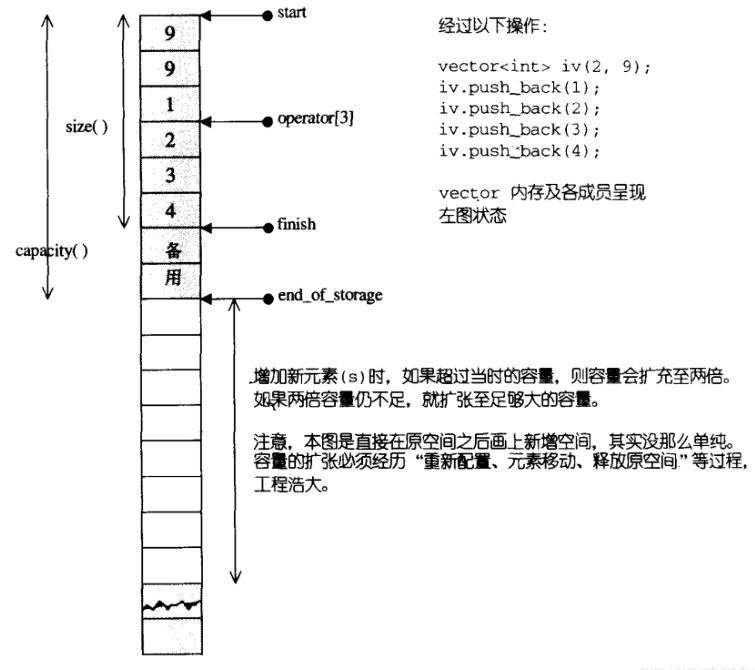 start
9
9
1
size( )
operator[3]
2
3
4
finish
capacity( )
备
用
end_of_storage
经过以下操作:
vector<int> iv(2, 9);
iv.push_back(1);
iv.push_back(2);
iv.push_back(3);
iv.push_back(4);
vector 内存及各成员呈现
左图状态
增加新元素(s)时，如果超过当时的容量，则容量会扩充至两倍。
如果两倍容量仍不足，就扩张至足够大的容量。
注意，本图是直接在原空间之后画上新增空间，其实没那么单纯。
容量的扩张必须经历“重新配置、元素移动、释放原空间”等过程，
工程浩大。